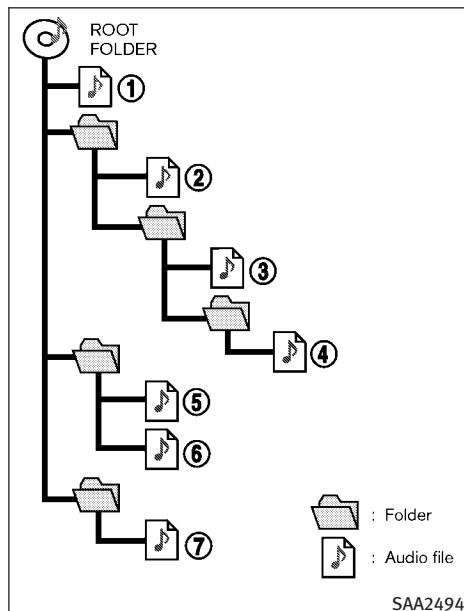 ROOT
FOLDER
①
②
③
④
⑤
⑥
⑦
: Folder
: Audio file
SAA2494